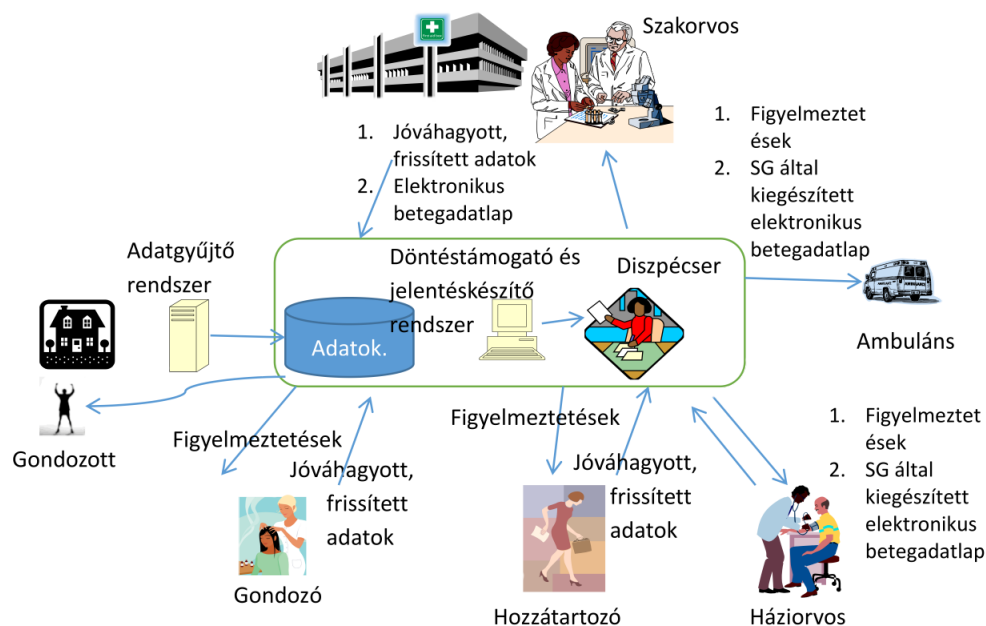 Szakorvos
1. Jóváhagyott,
frissített adatok
2. Elektronikus
betegadatlap
1. Figyelmeztet
ések
2. SG által
kiegészített
elektronikus
betegadatlap
Adatgyűjtő
rendszer
Döntéstámogató és
jelentéskészítő
rendszer
Diszpécser
Adatok.
Ambuláns
Gondozott
Figyelmeztetések
Jóváhagyott,
frissített
adatok
Gondozó
Figyelmeztetések
Jóváhagyott,
frissített
adatok
Hozzátartozó
1. Figyelmeztet
ések
2. SG által
kiegészített
elektronikus
betegadatlap
Háziorvos